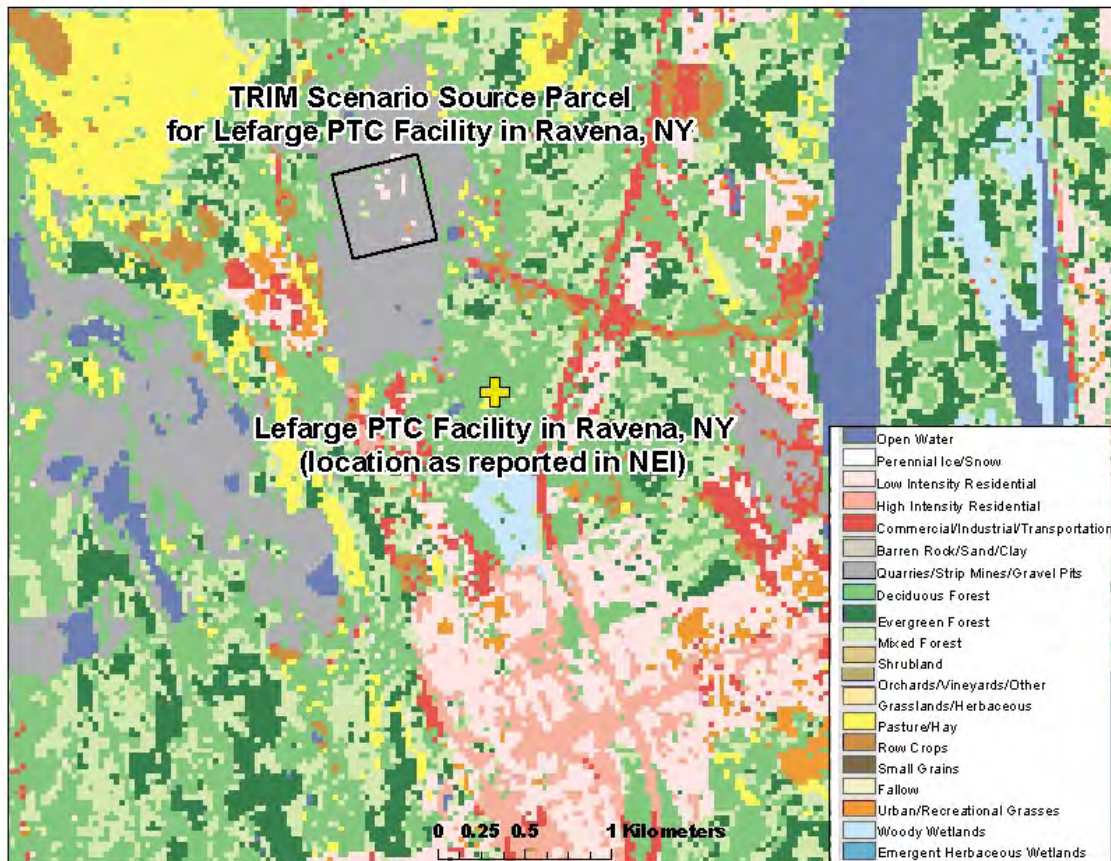 TRIM Scenario Source Parcel
for Lefarge PTC Facility in Ravena, NY
Lefarge PTC Facility in Ravena, NY
(location as reported in NEI)
Open Water
Perennial Ice/Snow
Low Intensity Residential
High Intensity Residential
Commercial/Industrial/Transportation
Barren Rock/Sand/Clay
Quarries/Strip Mines/Gravel Pits
Deciduous Forest
Evergreen Forest
Mixed Forest
Shrubland
Orchards/Vineyards/Other
Grasslands/Herbaceous
Pasture/Hay
Row Crops
Small Grains
Fallow
Urban/Recreational Grasses
Woody Wetlands
Emergent Herbaceous Wetlands
0 0.25 0.5 1 Kilometers